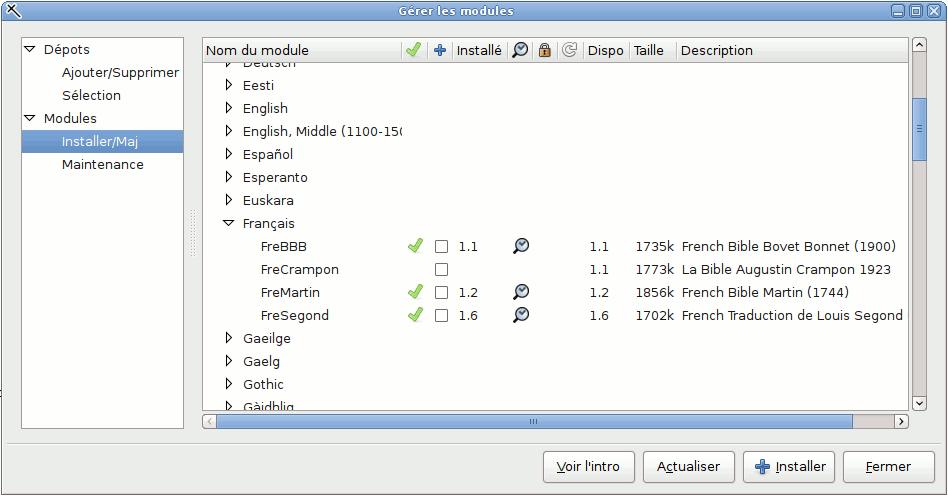 Gérer les modules
Dépôts
Ajouter/Supprimer
Sélection
Modules
Installer/Maj
Maintenance
Nom du module Installé Dispo Taille Description
Deutsch
Eesti
English
English, Middle (1100-150
Español
Esperanto
Euskara
Français
FreBBB 1.1 1.1 1735k French Bible Bovet Bonnet (1900)
FreCrampon 1.1 1773k La Bible Augustin Crampon 1923
FreMartin 1.2 1.2 1856k French Bible Martin (1744)
FreSegond 1.6 1.6 1702k French Traduction de Louis Segond
Gaeilge
Gaelg
Gothic
Gàidhlig
Voir l'intro Actualiser Installer Fermer